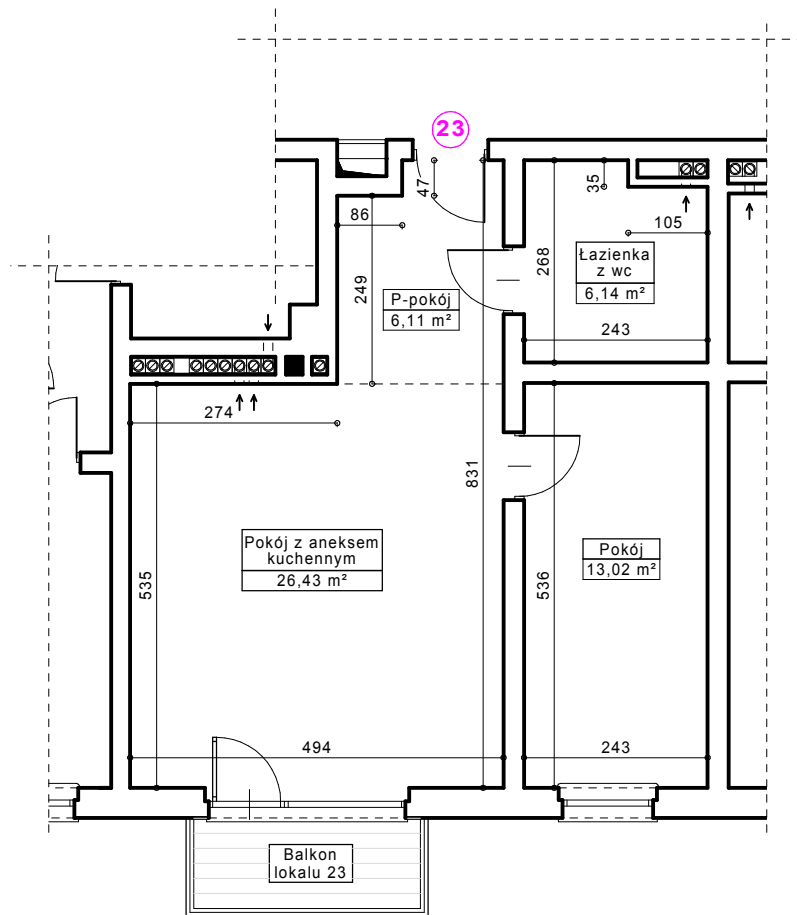 23
47
86
249
P-pokój
6,11 m²
35
105
268
Łazienka
z wc
6,14 m²
243
274
831
Pokój z aneksem
kuchennym
26,43 m²
535
Pokój
13,02 m²
536
494
243
Balkon
lokalu 23